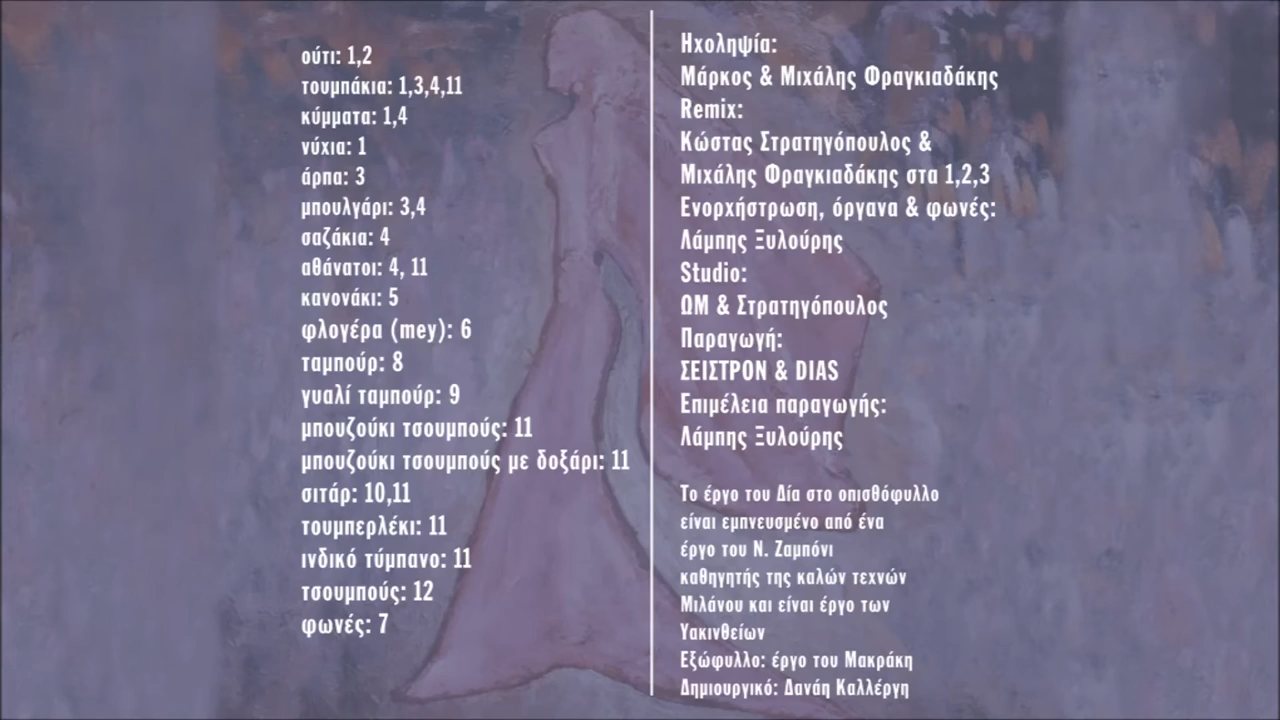 ούτι: 1,2
τουμπάκια: 1,3,4,11
κύμματα: 1,4
νύχια: 1
άρπα: 3
μπουλγάρι: 3,4
σαζάκια: 4
αθάνατοι: 4, 11
κανονάκι: 5
φλογέρα (mey): 6
ταμπούρ: 8
γυαλί ταμπούρ: 9
μπουζούκι τσουμπούς: 11
μπουζούκι τσουμπούς με δοξάρι: 11
σιτάρ: 10,11
τουμπερλέκι: 11
ινδικό τύμπανο: 11
τσουμπούς: 12
φωνές: 7
Ηχοληψία:
Μάρκος & Μιχάλης Φραγκιαδάκης
Remix:
Κώστας Στρατηγόπουλος &
Μιχάλης Φραγκιαδάκης στα 1,2,3
Ενορχήστρωση, όργανα & φωνές:
Λάμπης Ξυλούρης
Studio:
ΩΜ & Στρατηγόπουλος
Παραγωγή:
ΣΕΙΣΤΡΟΝ & DIAS
Επιμέλεια παραγωγής:
Λάμπης Ξυλούρης
Το έργο του Δία στο οπισθόφυλλο
είναι εμπνευσμένο από ένα
έργο του Ν. Ζαμπόνι
καθηγητής της καλών τεχνών
Μιλάνου και είναι έργο των
Υακινθείων
Εξώφυλλο: έργο του Μακράκη
Δημιουργικό: Δανάη Καλλέργη